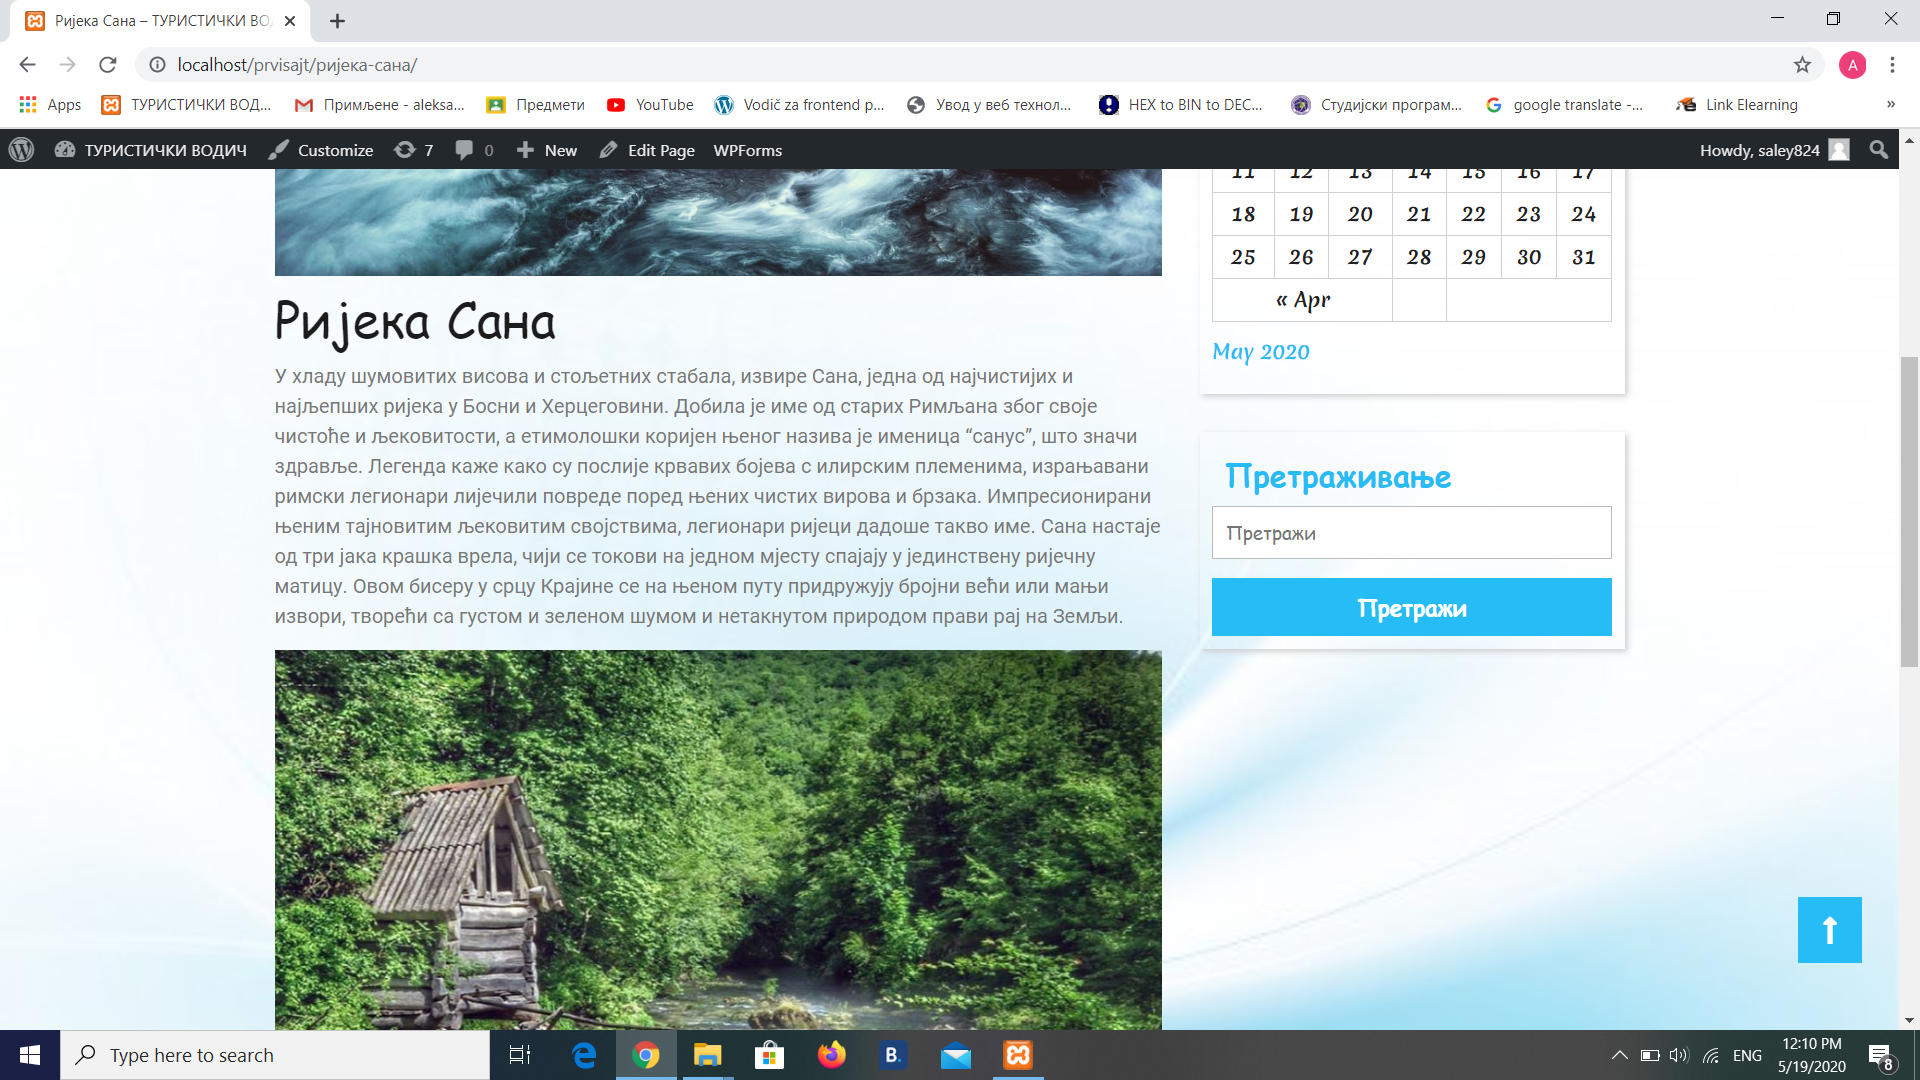 Ријека Сана – ТУРИСТИЧКИ ВО
localhost/prvisajt/ријека-сана/
A
Apps ТУРИСТИЧКИ ВОД... Примљене - aleksa... Предмети YouTube Vodič za frontend p... Увод у веб технол... HEX to BIN to DEC... Студијски програм... google translate -... Link Elearning »
ТУРИСТИЧКИ ВОДИЧ Customize 7 0 New Edit Page WPForms Howdy, saley824
11 12 13 14 15 16 17
18 19 20 21 22 23 24
25 26 27 28 29 30 31
« Apr
May 2020
Ријека Сана
У хладу шумовитих висова и стољетних стабала, извире Сана, једна од најчистијих и
најљепших ријека у Босни и Херцеговини. Добила је име од старих Римљана због своје
чистоће и љековитости, а етимолошки коријен њеног назива је именица “санус”, што значи
здравље. Легенда каже како су послије крвавих бојева с илирским племенима, израњавани
римски легионари лијечили повреде поред њених чистих вирова и брзака. Импресионирани
њеним тајновитим љековитим својствима, легионари ријеци дадоше такво име. Сана настаје
од три јака крашка врела, чији се токови на једном мјесту спајају у јединствену ријечну
матицу. Овом бисеру у срцу Крајине се на њеном путу придружују бројни већи или мањи
извори, творећи са густом и зеленом шумом и нетакнутом природом прави рај на Земљи.
Претраживање
Претражи
Претражи
Type here to search
B.
ENG
12:10 PM
5/19/2020
8